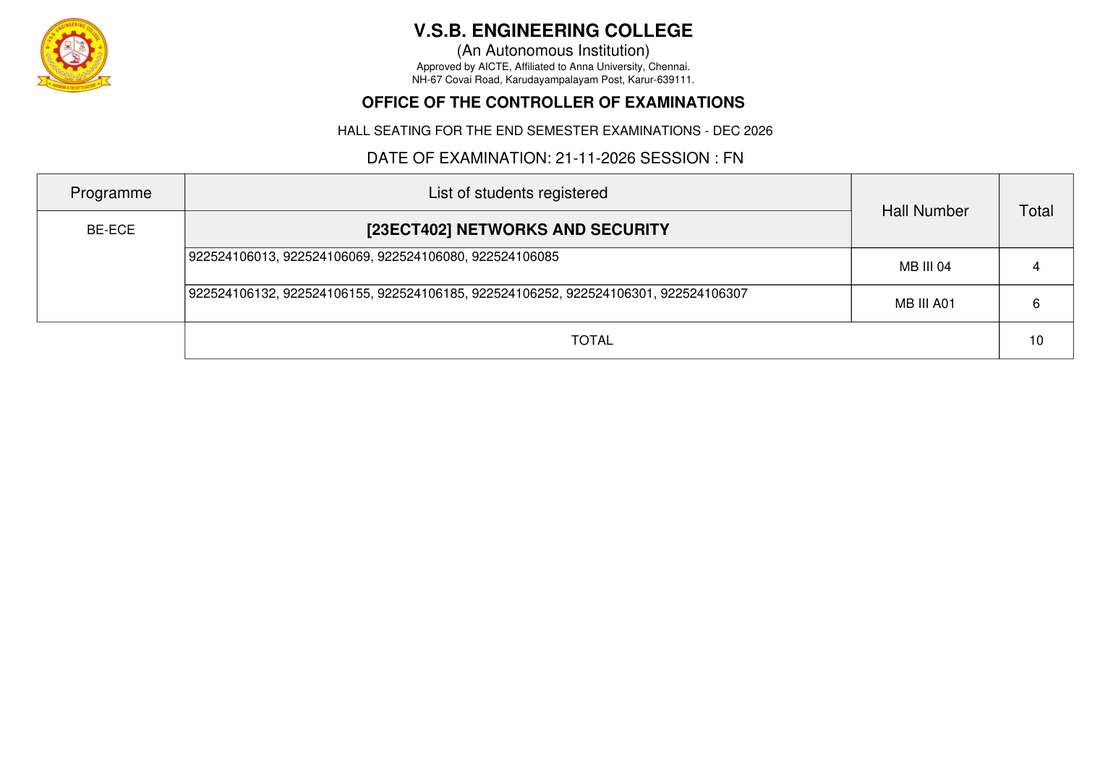 V.S.B. ENGINEERING COLLEGE
(An Autonomous Institution)
Approved by AICTE, Affiliated to Anna University, Chennai.
NH-67 Covai Road, Karudayampalayam Post, Karur-639111.
OFFICE OF THE CONTROLLER OF EXAMINATIONS
HALL SEATING FOR THE END SEMESTER EXAMINATIONS - DEC 2026
DATE OF EXAMINATION: 21-11-2026 SESSION : FN
Programme List of students registered Hall Number Total
BE-ECE [23ECT402] NETWORKS AND SECURITY
922524106013, 922524106069, 922524106080, 922524106085 MB III 04 4
922524106132, 922524106155, 922524106185, 922524106252, 922524106301, 922524106307 MB III A01 6
TOTAL 10